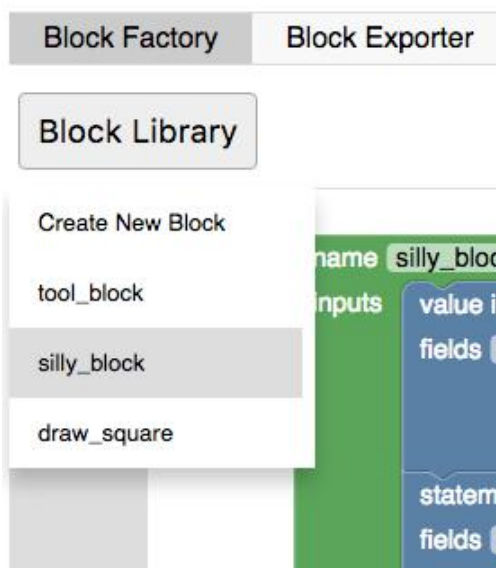 Block Factory Block Exporter
Block Library
Create New Block
name silly_bloc
tool_block
inputs value i
silly_block
fields
draw_square
statem
fields